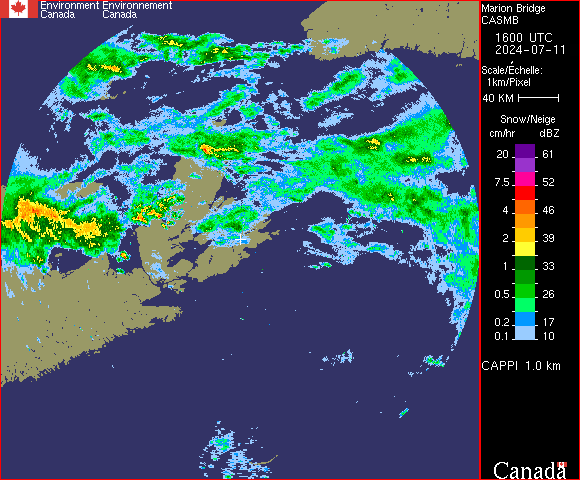 Environment Environnement
Canada Canada
Marion Bridge
CASMB
1600 UTC
2024-07-11
Scale/Echelle:
1km/Pixel
40 KM
Snow/Neige
cm/hr dBZ
20 61
7.5 52
4 46
2 39
1 33
0.5 26
0.2 17
0.1 10
CAPPI 1.0 km
Canada